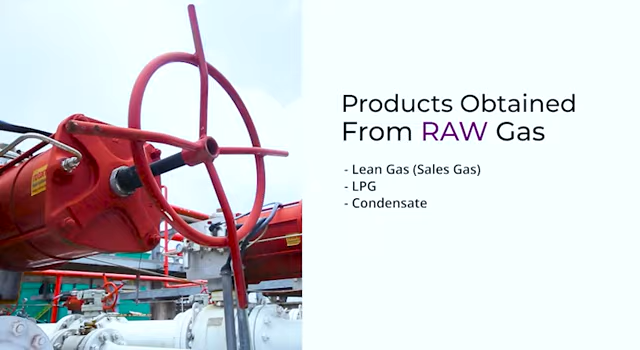 Products Obtained
From RAW Gas
- Lean Gas (Sales Gas)
- LPG
- Condensate